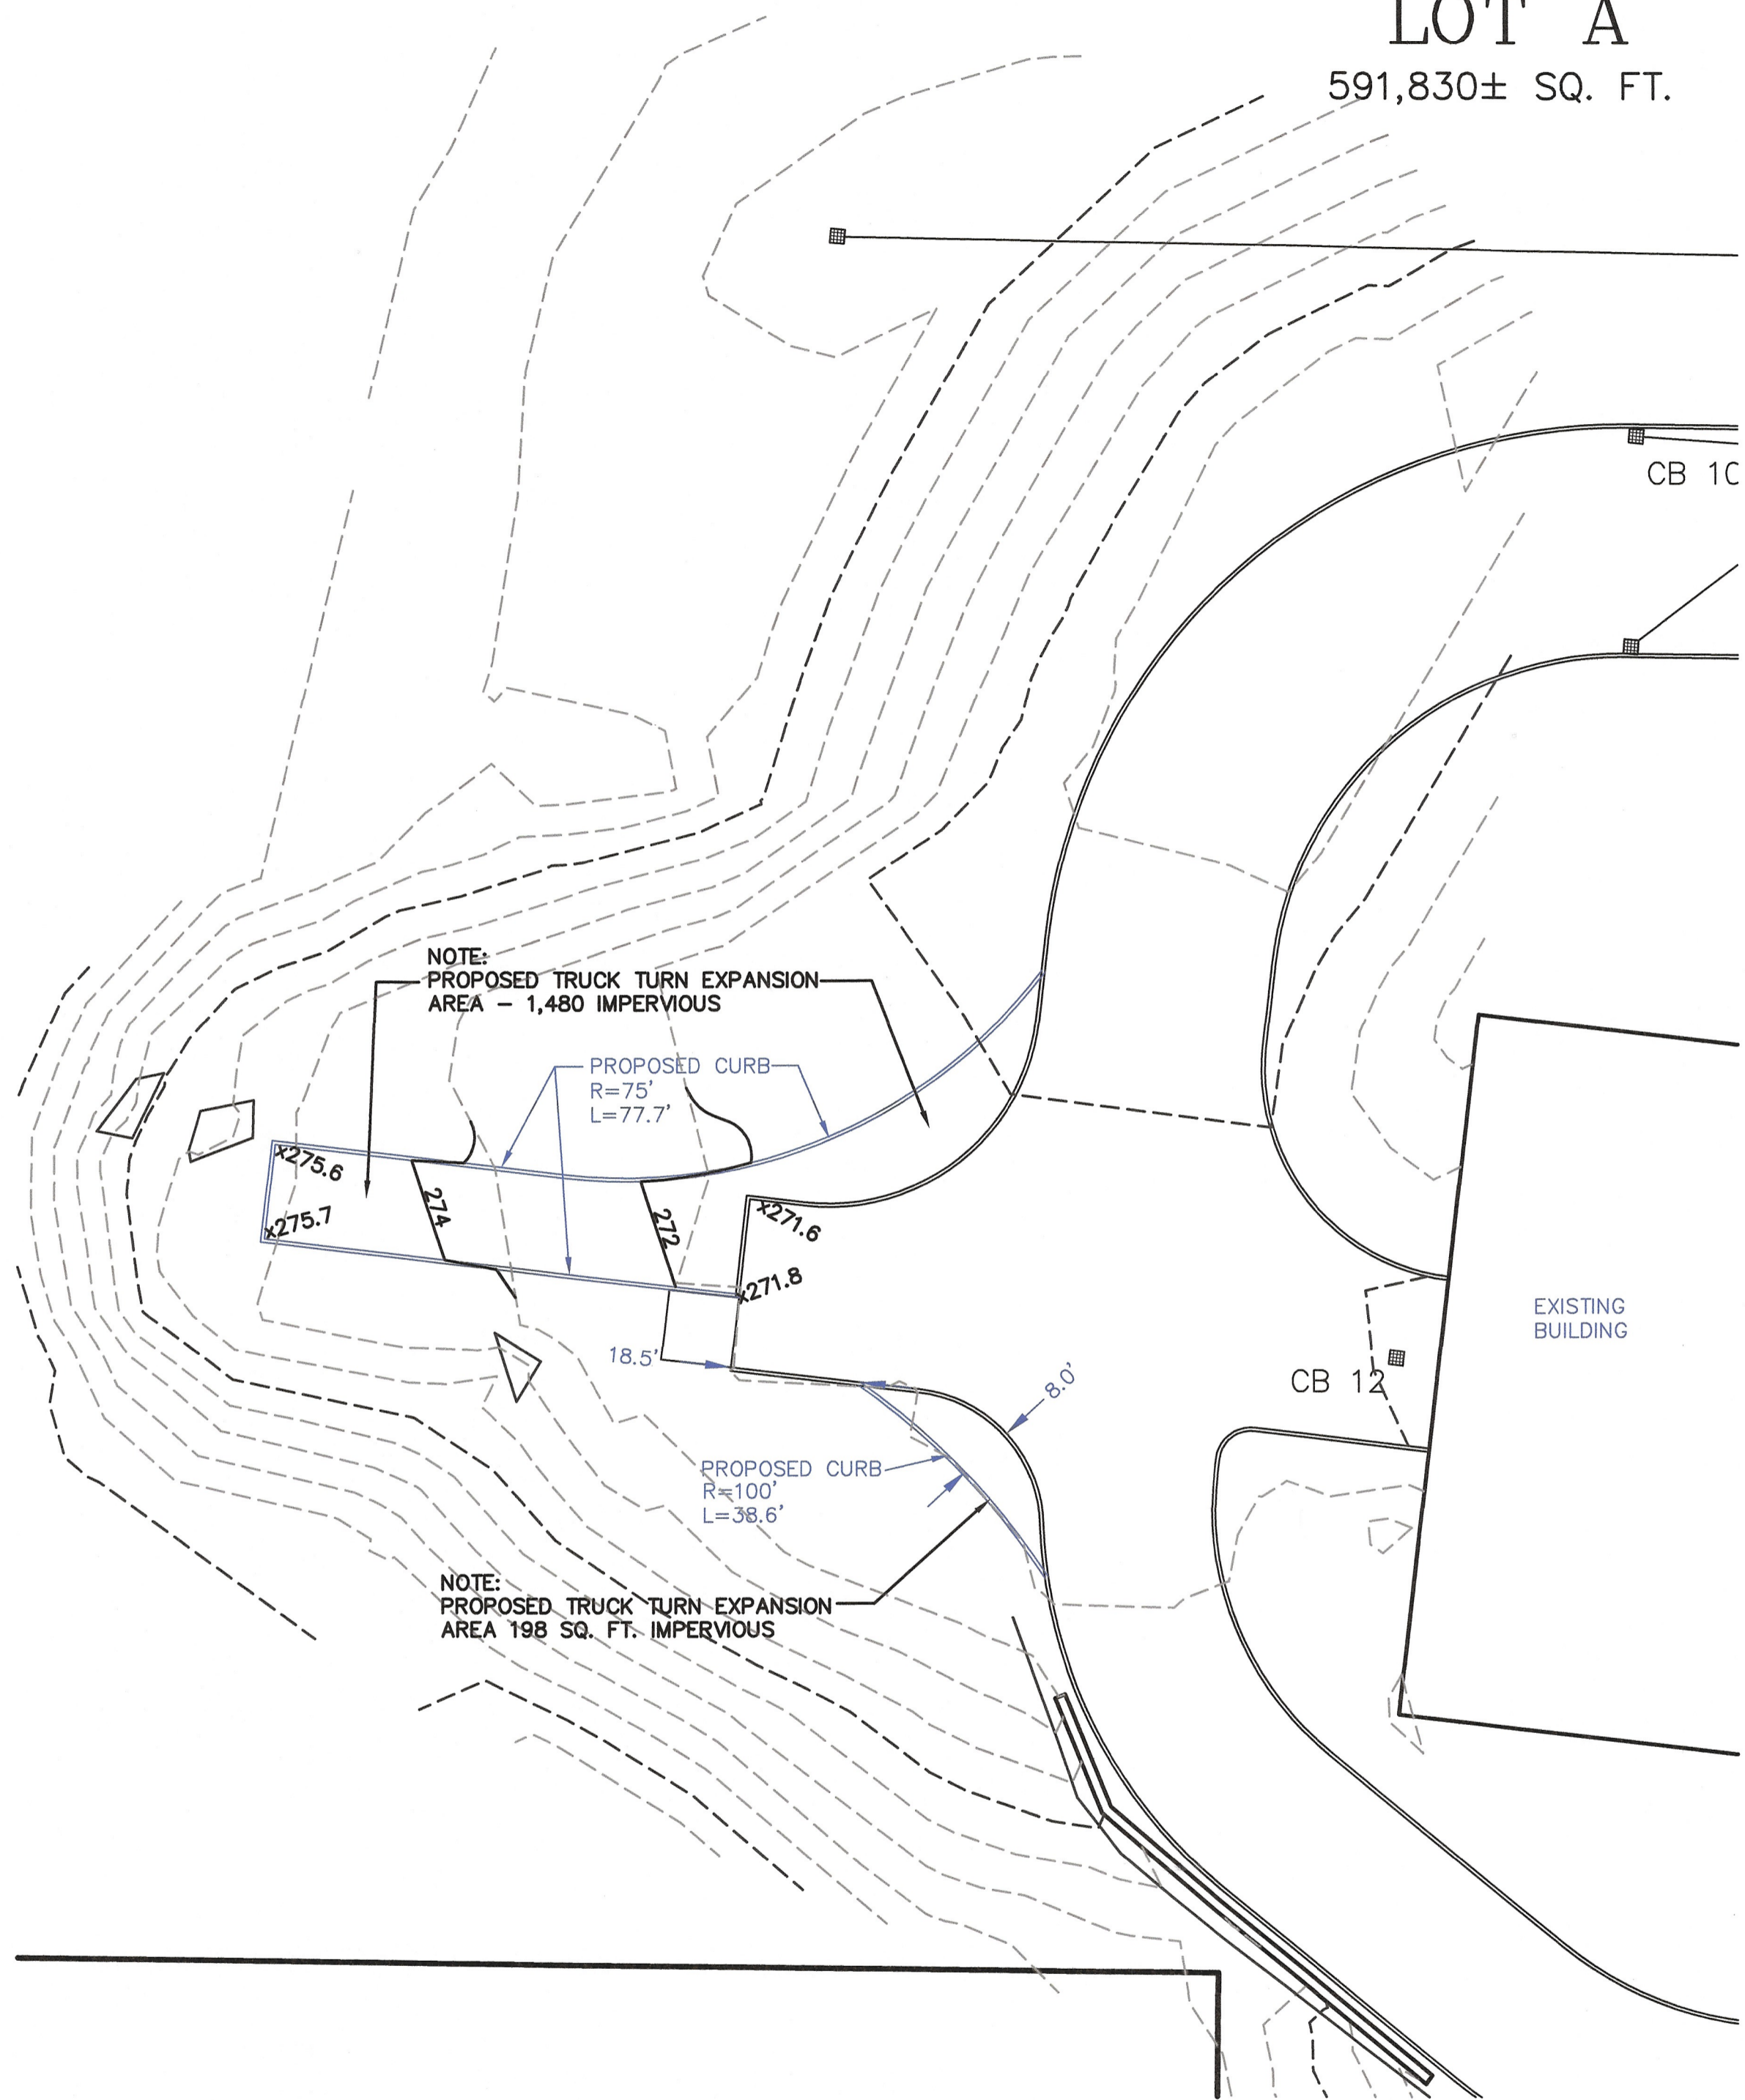 LOT A
591,830± SQ. FT.
CB 10
NOTE:
PROPOSED TRUCK TURN EXPANSION
AREA – 1,480 IMPERVIOUS
PROPOSED CURB
R=75'
L=77.7'
x275.6
274
x275.7
272
x271.6
x271.8
18.5'
EXISTING
BUILDING
CB 12
8.0'
PROPOSED CURB
R=100'
L=38.6'
NOTE:
PROPOSED TRUCK TURN EXPANSION
AREA 198 SQ. FT. IMPERVIOUS